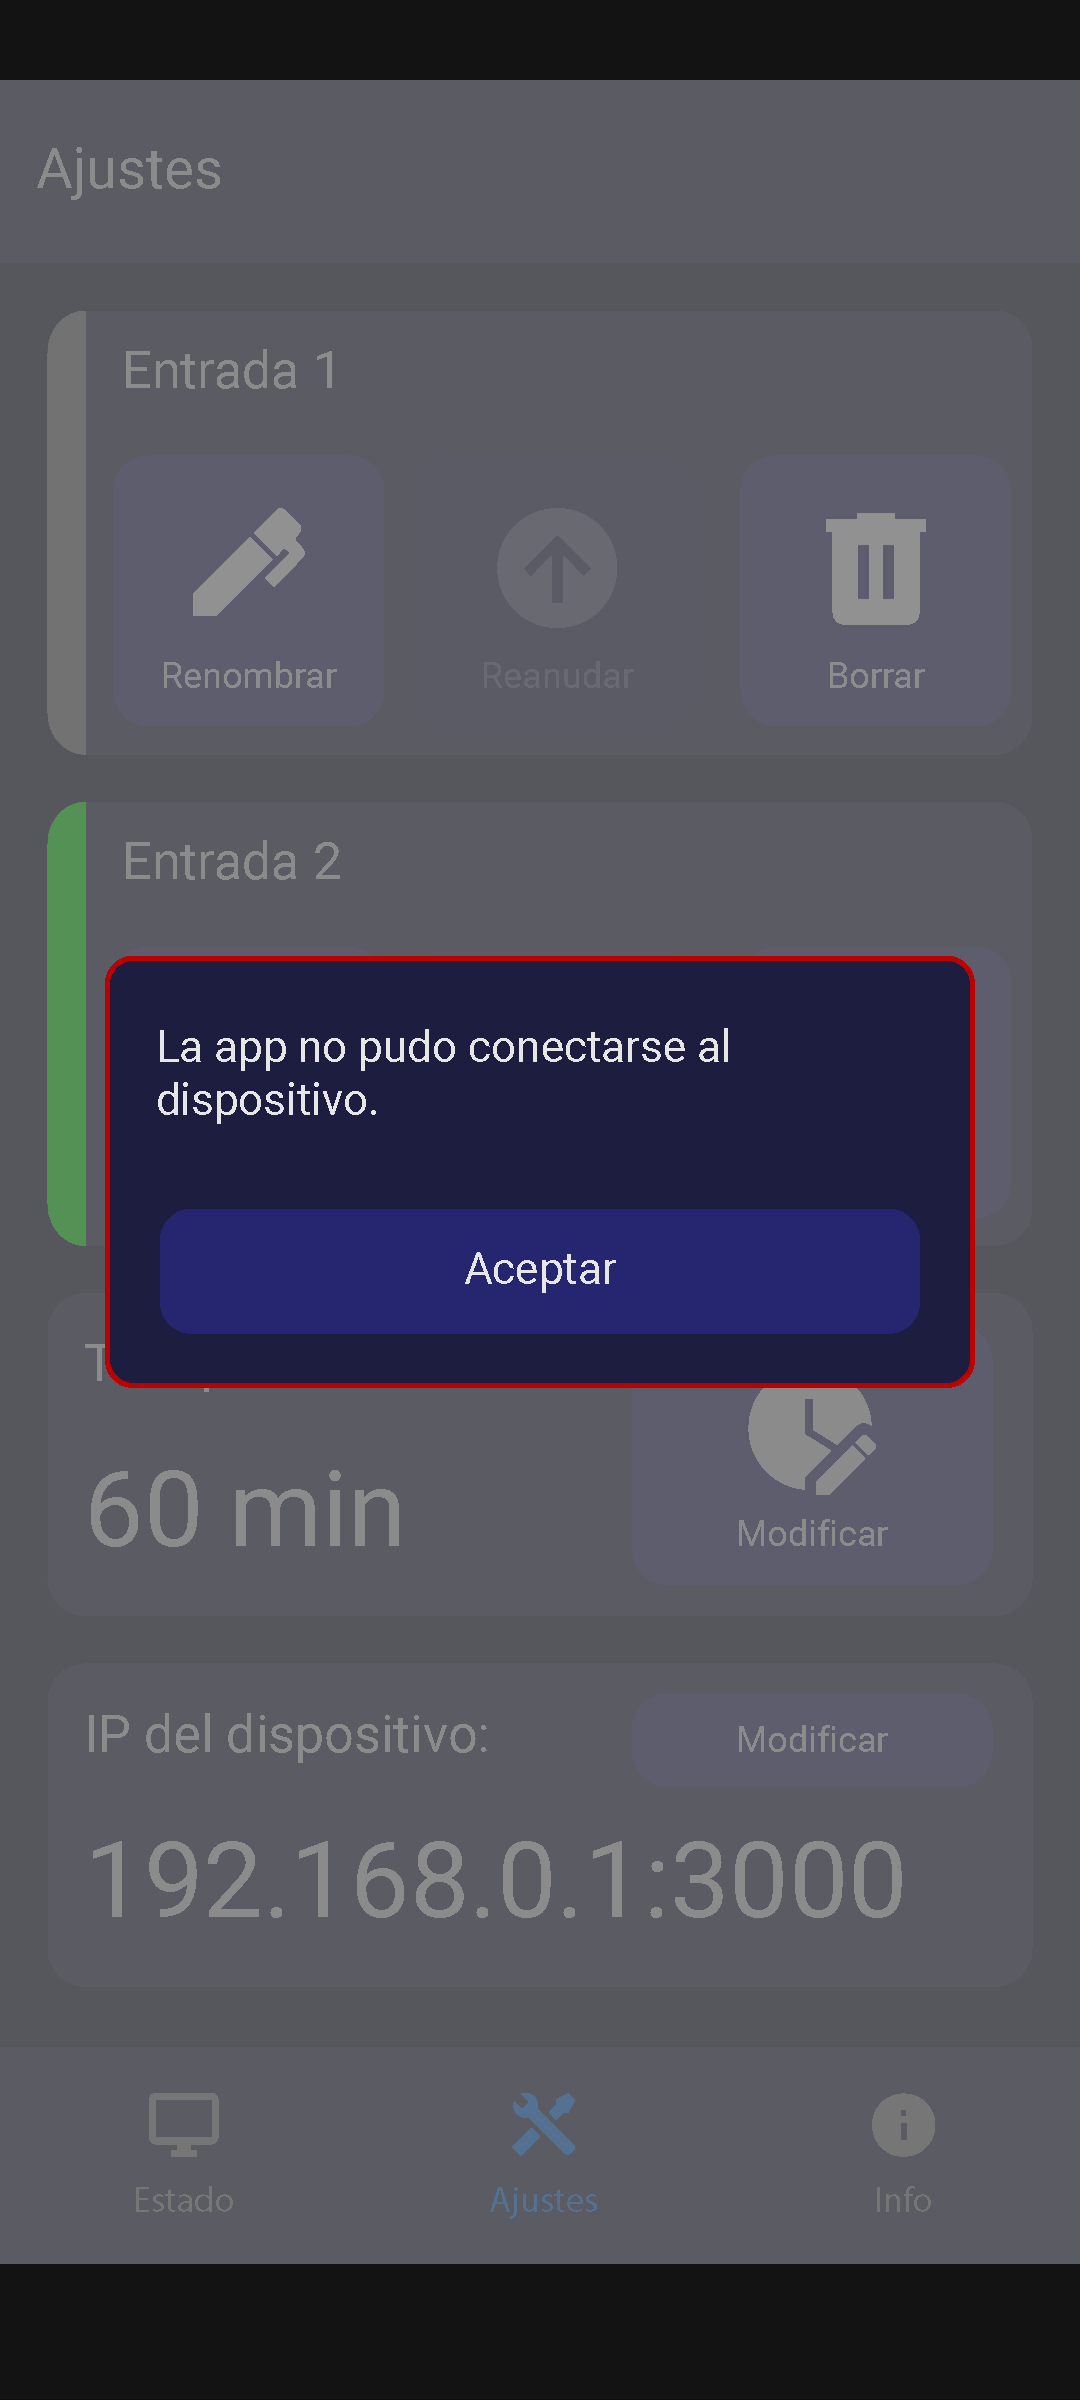 Ajustes
Entrada 1
Renombrar
Reanudar
Borrar
Entrada 2
La app no pudo conectarse al
dispositivo.
Aceptar
60 min
Modificar
IP del dispositivo:
Modificar
192.168.0.1:3000
Estado
Ajustes
Info